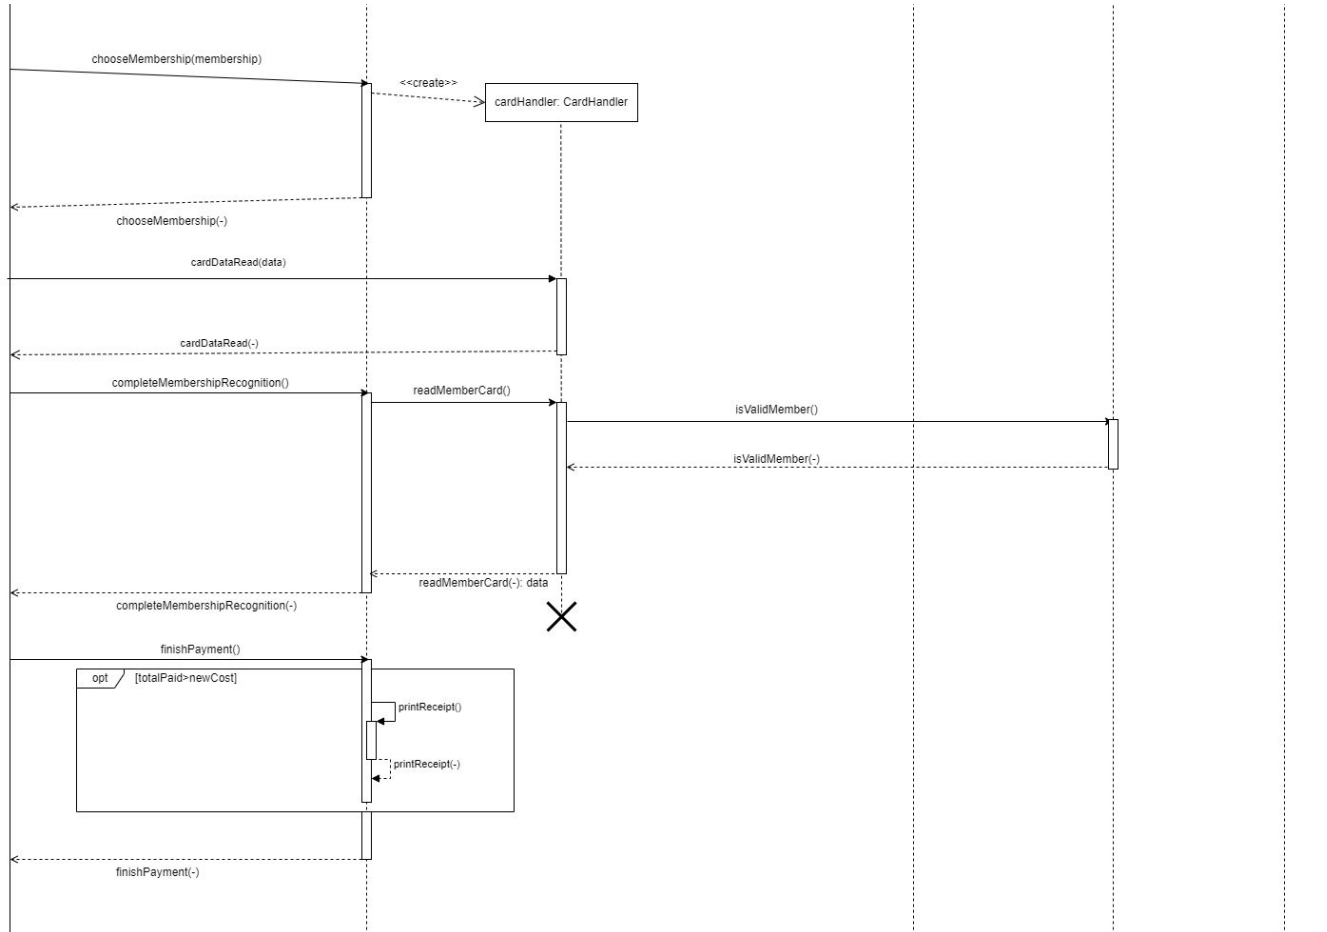 chooseMembership(membership)
<<create>>
cardHandler: CardHandler
chooseMembership(-)
cardDataRead(data)
cardDataRead(-)
completeMembershipRecognition()
readMemberCard()
isValidMember()
isValidMember(-)
readMemberCard(-): data
completeMembershipRecognition(-)
finishPayment()
opt [totalPaid>newCost]
printReceipt()
printReceipt(-)
finishPayment(-)